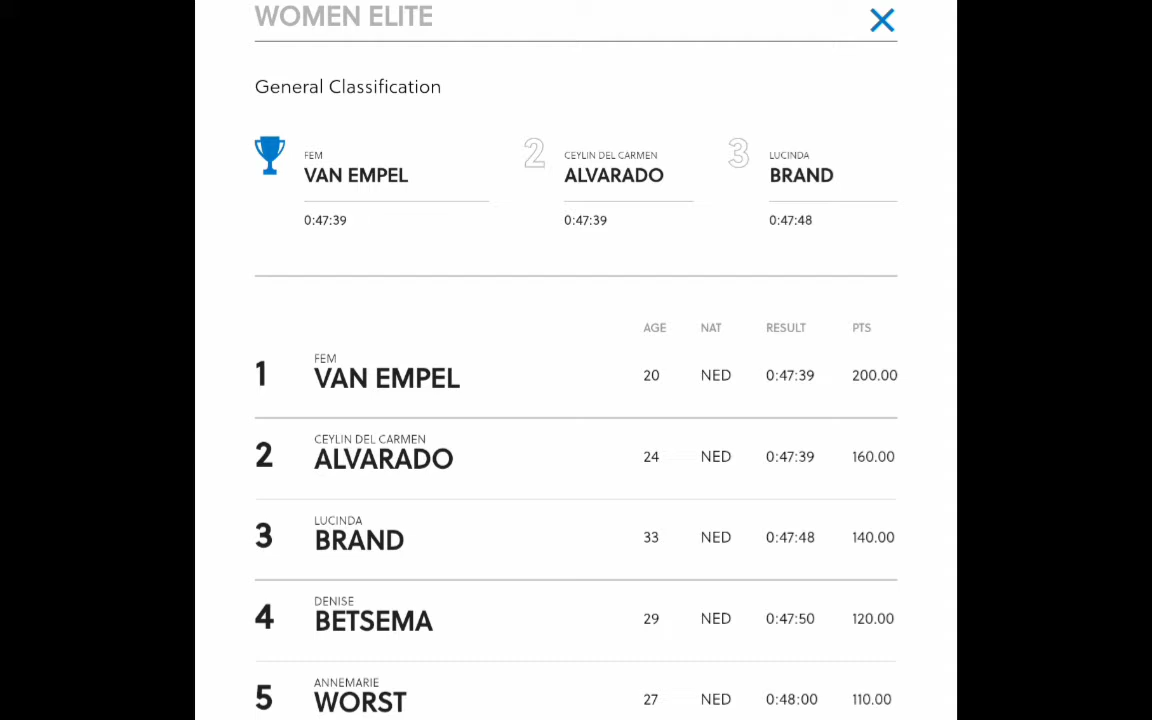 WOMEN ELITE
General Classification
FEM
VAN EMPEL
0:47:39
2
CEYLIN DEL CARMEN
ALVARADO
0:47:39
3
LUCINDA
BRAND
0:47:48
AGE NAT RESULT PTS
1 FEM VAN EMPEL 20 NED 0:47:39 200.00
2 CEYLIN DEL CARMEN ALVARADO 24 NED 0:47:39 160.00
3 LUCINDA BRAND 33 NED 0:47:48 140.00
4 DENISE BETSEMA 29 NED 0:47:50 120.00
5 ANNEMARIE WORST 27 NED 0:48:00 110.00